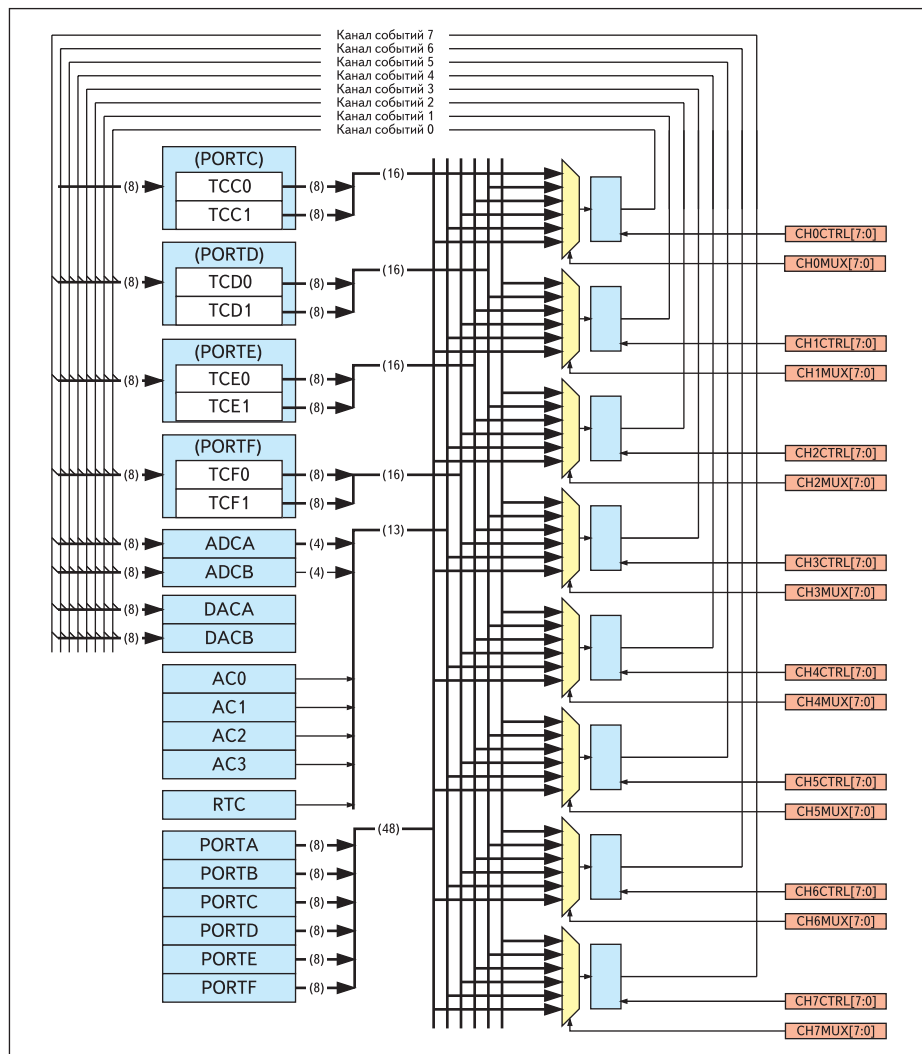 Канал событий 7
Канал событий 6
Канал событий 5
Канал событий 4
Канал событий 3
Канал событий 2
Канал событий 1
Канал событий 0
(PORTC)
(8) TCC0 (8) (16)
TCC1 (8)
CH0CTRL[7:0]
(PORTD)
CH0MUX[7:0]
(16)
(8) TCD0 (8)
TCD1 (8)
CH1CTRL[7:0]
(PORTE)
(16)
CH1MUX[7:0]
(8) TCE0 (8)
TCE1 (8)
(PORTF)
CH2CTRL[7:0]
(8) TCF0 (8) (16)
CH2MUX[7:0]
TCF1 (8)
(13)
(8) ADCA (4)
CH3CTRL[7:0]
(8) ADCB (4)
CH3MUX[7:0]
(8) DACA
(8) DACB
AC0
CH4CTRL[7:0]
AC1
CH4MUX[7:0]
AC2
AC3
CH5CTRL[7:0]
RTC
CH5MUX[7:0]
(48)
PORTA (8)
PORTB (8)
CH6CTRL[7:0]
PORTC (8)
CH6MUX[7:0]
PORTD (8)
PORTE (8)
PORTF (8)
CH7CTRL[7:0]
CH7MUX[7:0]